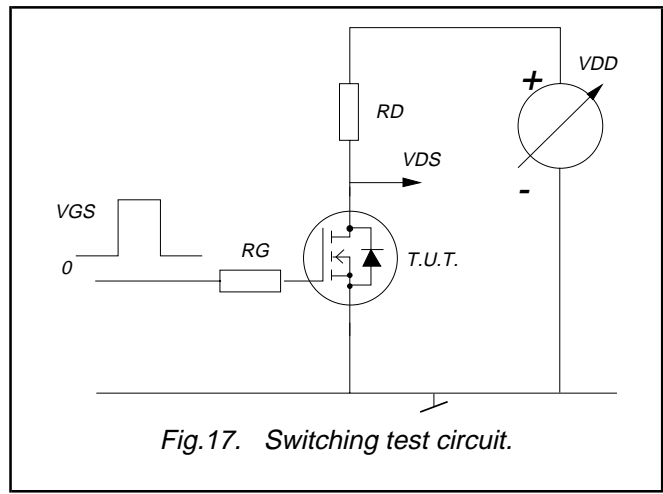 +
VDD
RD
VDS
-
VGS
RG
T.U.T.
0
Fig.17. Switching test circuit.